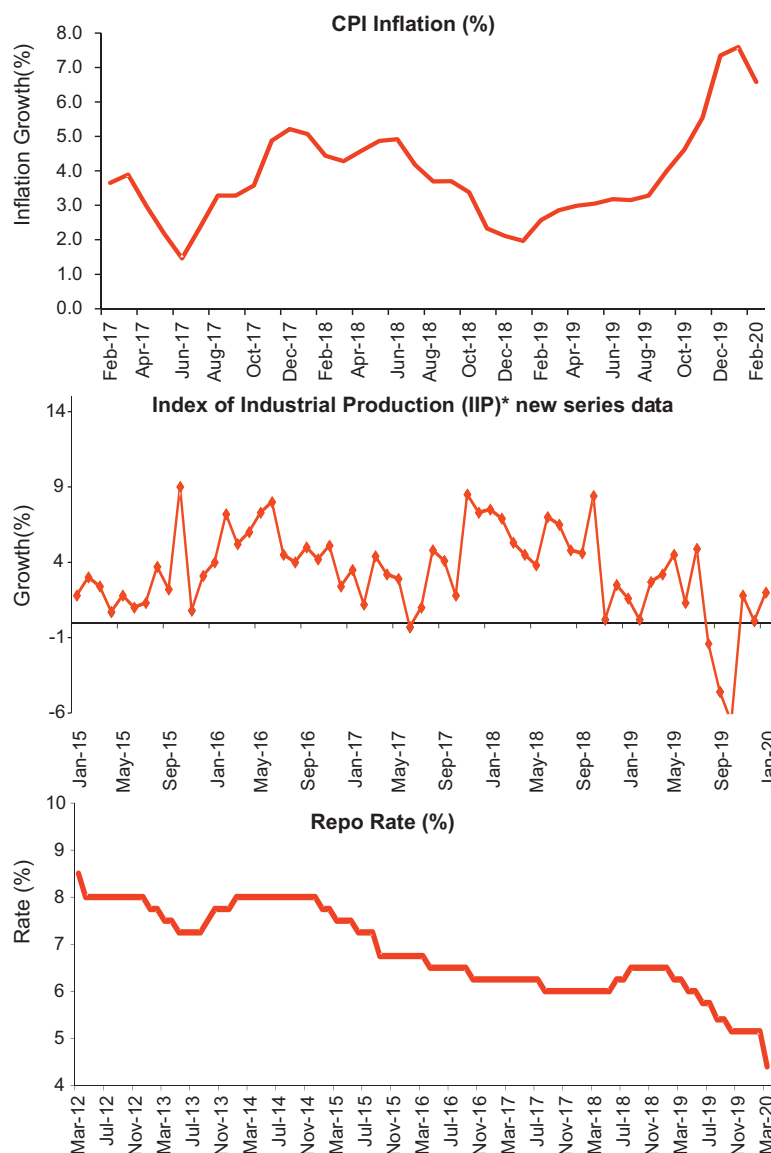 CPI Inflation (%)
Inflation Growth(%)
8.0
7.0
6.0
5.0
4.0
3.0
2.0
1.0
0.0
Feb-17
Apr-17
Jun-17
Aug-17
Oct-17
Dec-17
Feb-18
Apr-18
Jun-18
Aug-18
Oct-18
Dec-18
Feb-19
Apr-19
Jun-19
Aug-19
Oct-19
Dec-19
Feb-20
Index of Industrial Production (IIP)* new series data
Growth(%)
14
9
4
-1
-6
Jan-15
May-15
Sep-15
Jan-16
May-16
Sep-16
Jan-17
May-17
Sep-17
Jan-18
May-18
Sep-18
Jan-19
May-19
Sep-19
Jan-20
Repo Rate (%)
Rate (%)
10
9
8
7
6
5
4
Mar-12
Jul-12
Nov-12
Mar-13
Jul-13
Nov-13
Mar-14
Jul-14
Nov-14
Mar-15
Jul-15
Nov-15
Mar-16
Jul-16
Nov-16
Mar-17
Jul-17
Nov-17
Mar-18
Jul-18
Nov-18
Mar-19
Jul-19
Nov-19
Mar-20